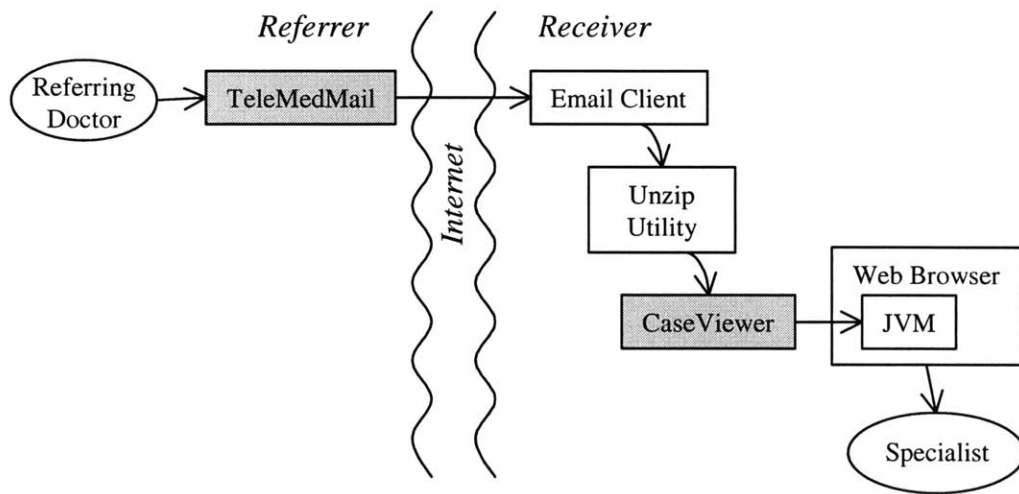 Referrer
Receiver
Referring
Doctor
TeleMedMail
Email Client
Internet
Unzip
Utility
Web Browser
CaseViewer
JVM
Specialist